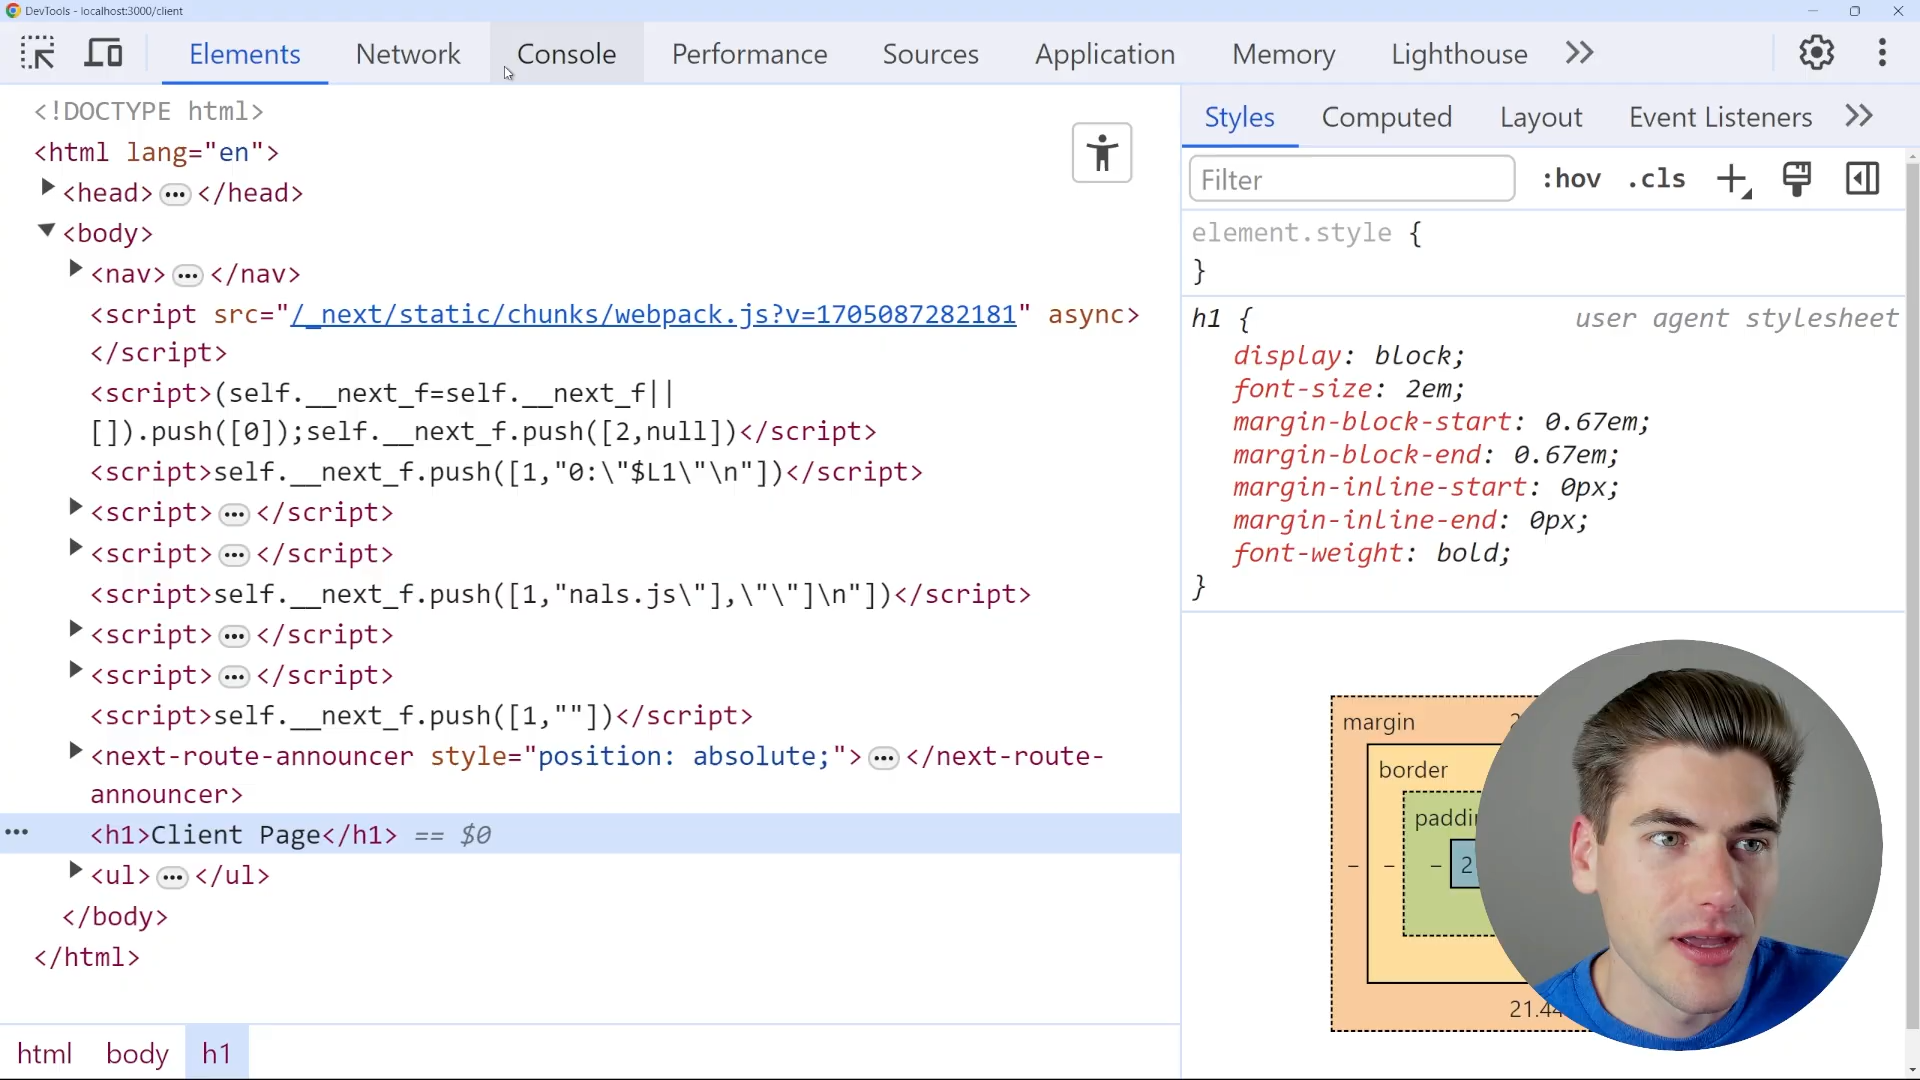 DevTools - localhost:3000/client
Elements Network Console Performance Sources Application Memory Lighthouse
<!DOCTYPE html>
<html lang="en">
<head> ••• </head>
<body>
<nav> ••• </nav>
<script src="/_next/static/chunks/webpack.js?v=1705087282181" async>
</script>
<script>(self.__next_f=self.__next_f||
[]).push([0]);self.__next_f.push([2,null])</script>
<script>self.__next_f.push([1,"0:\"$L1\"\n"])</script>
<script> ••• </script>
<script> ••• </script>
<script>self.__next_f.push([1,"nals.js\"],\"\"]\n"])</script>
<script> ••• </script>
<script> ••• </script>
<script>self.__next_f.push([1,""])</script>
<next-route-announcer style="position: absolute;"> ••• </next-route-
announcer>
<h1>Client Page</h1> == $0
<ul> ••• </ul>
</body>
</html>
html body h1
Styles Computed Layout Event Listeners
Filter :hov .cls
element.style {
}
h1 { user agent stylesheet
display: block;
font-size: 2em;
margin-block-start: 0.67em;
margin-block-end: 0.67em;
margin-inline-start: 0px;
margin-inline-end: 0px;
font-weight: bold;
}
margin
border